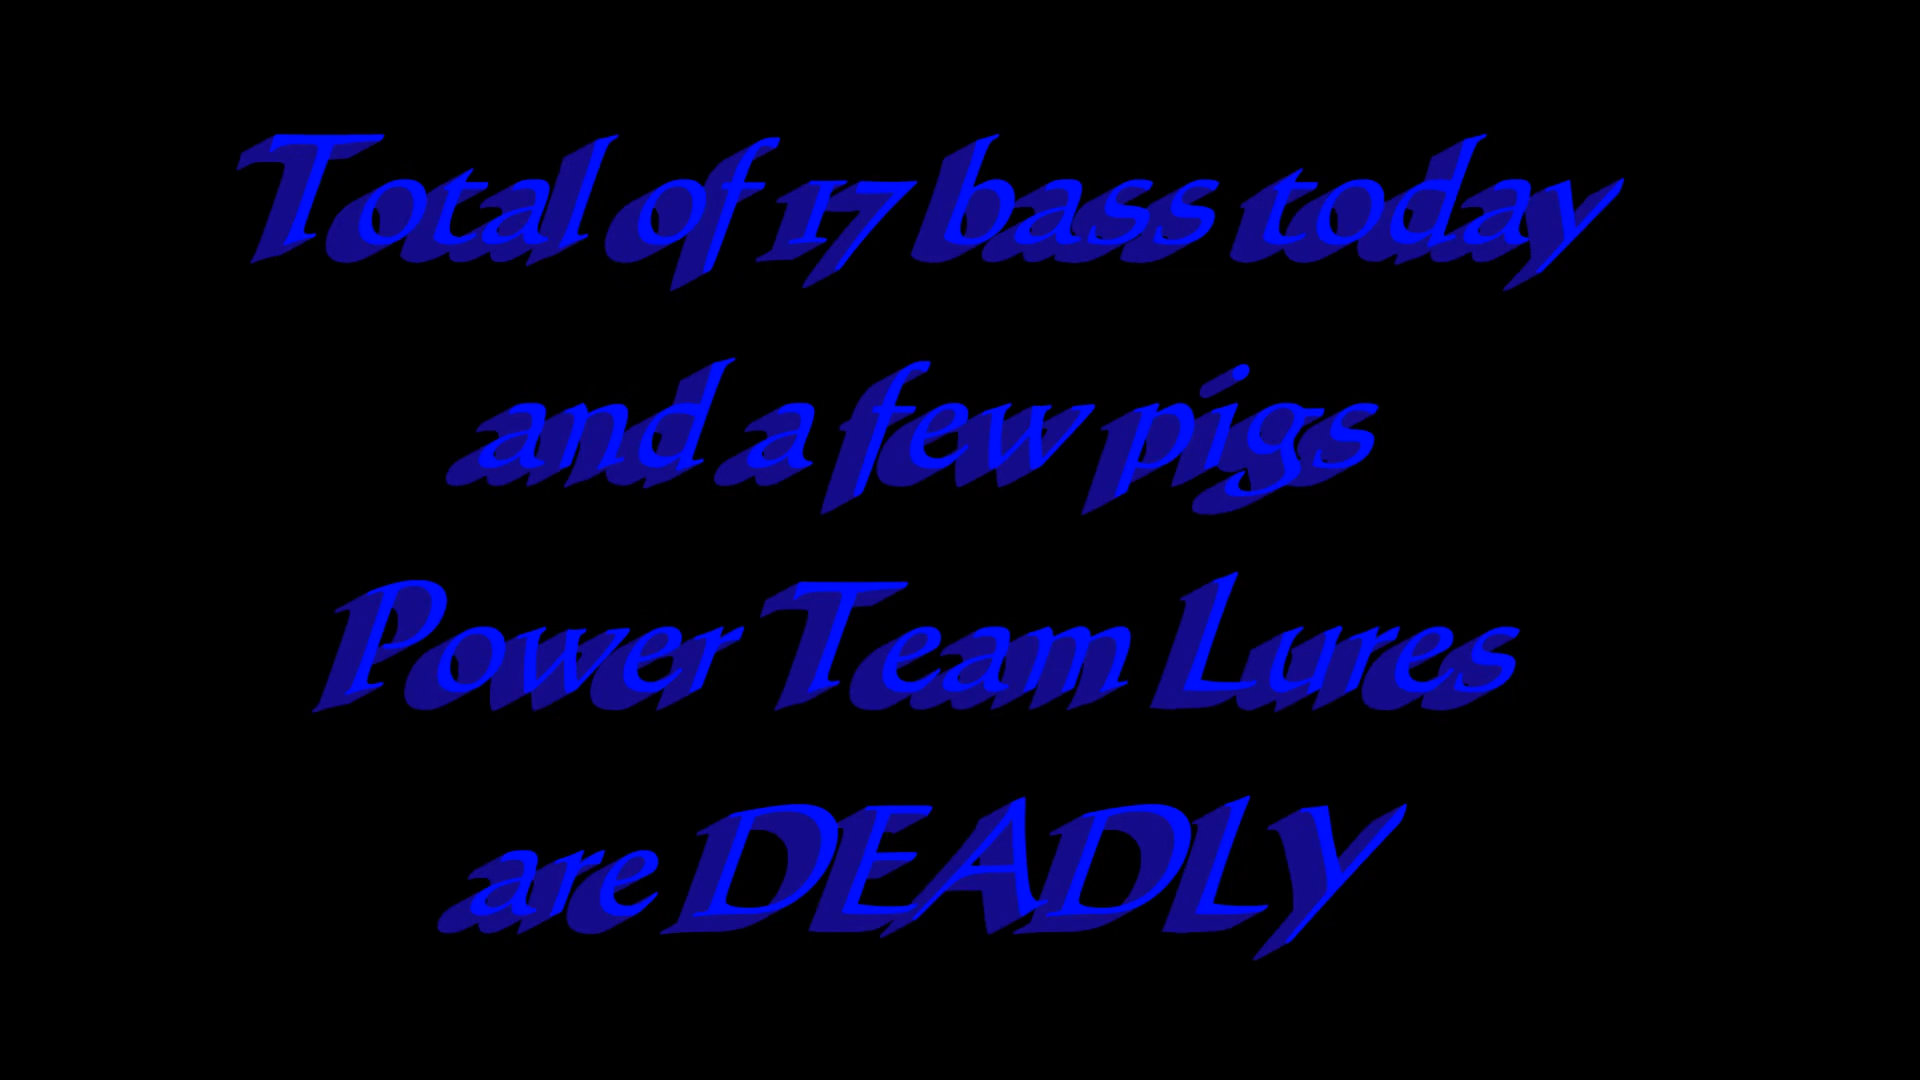 Total of 17 bass today
and a few pigs
Power Team Lures
are DEADLY